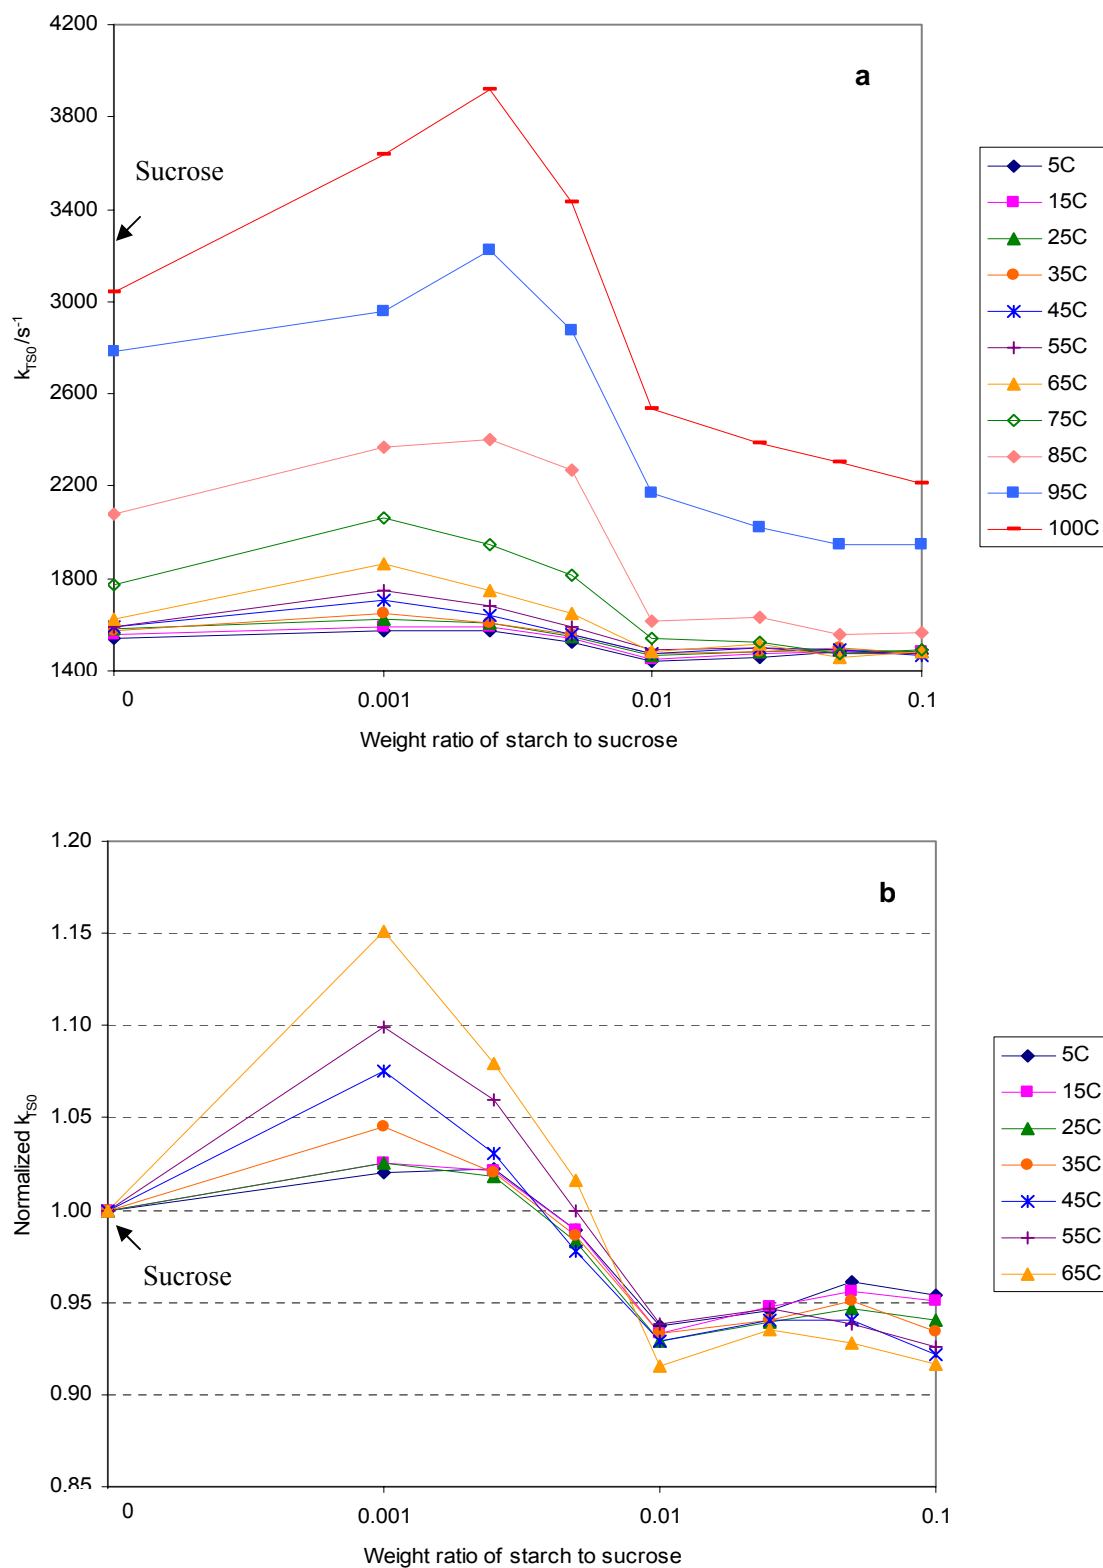 4200
a
3800
Sucrose
3400
3000
2600
2200
1800
1400
kTS0/s-1
0
0.001
0.01
0.1
Weight ratio of starch to sucrose
5C
15C
25C
35C
45C
55C
65C
75C
85C
95C
100C
1.20
b
1.15
1.10
1.05
1.00
Sucrose
0.95
0.90
0.85
Normalized kTS0
0
0.001
0.01
0.1
Weight ratio of starch to sucrose
5C
15C
25C
35C
45C
55C
65C